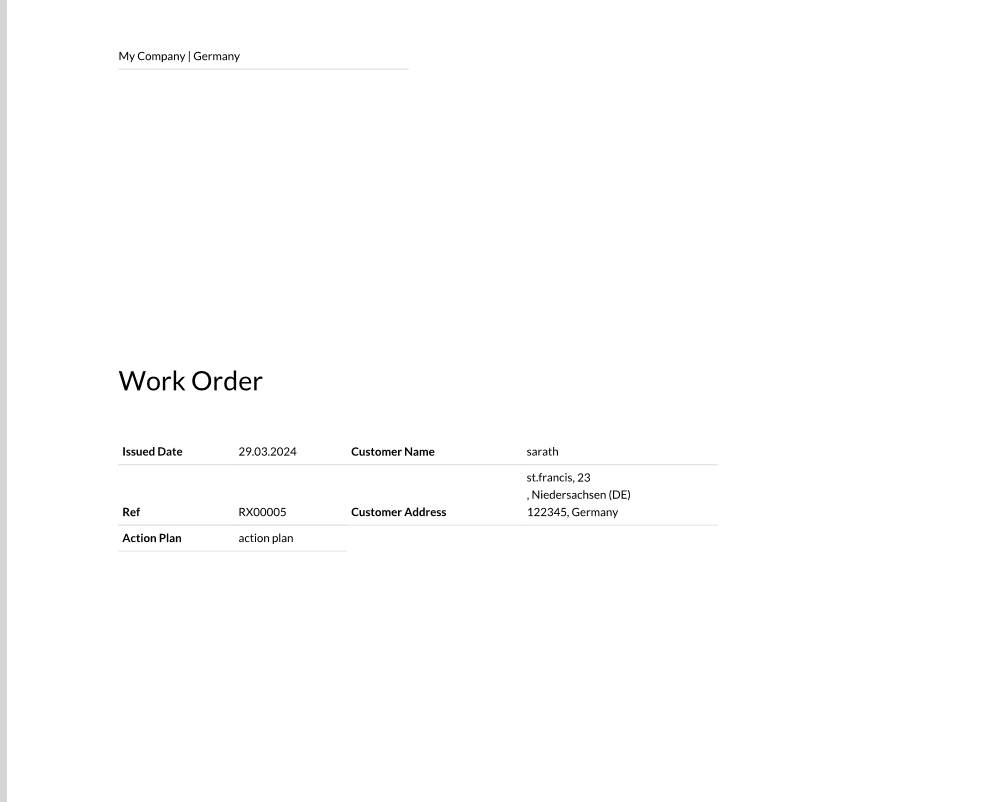 My Company | Germany
Work Order
Issued Date 29.03.2024 Customer Name sarath
st.francis, 23
, Niedersachsen (DE)
Ref RX00005 Customer Address 122345, Germany
Action Plan action plan